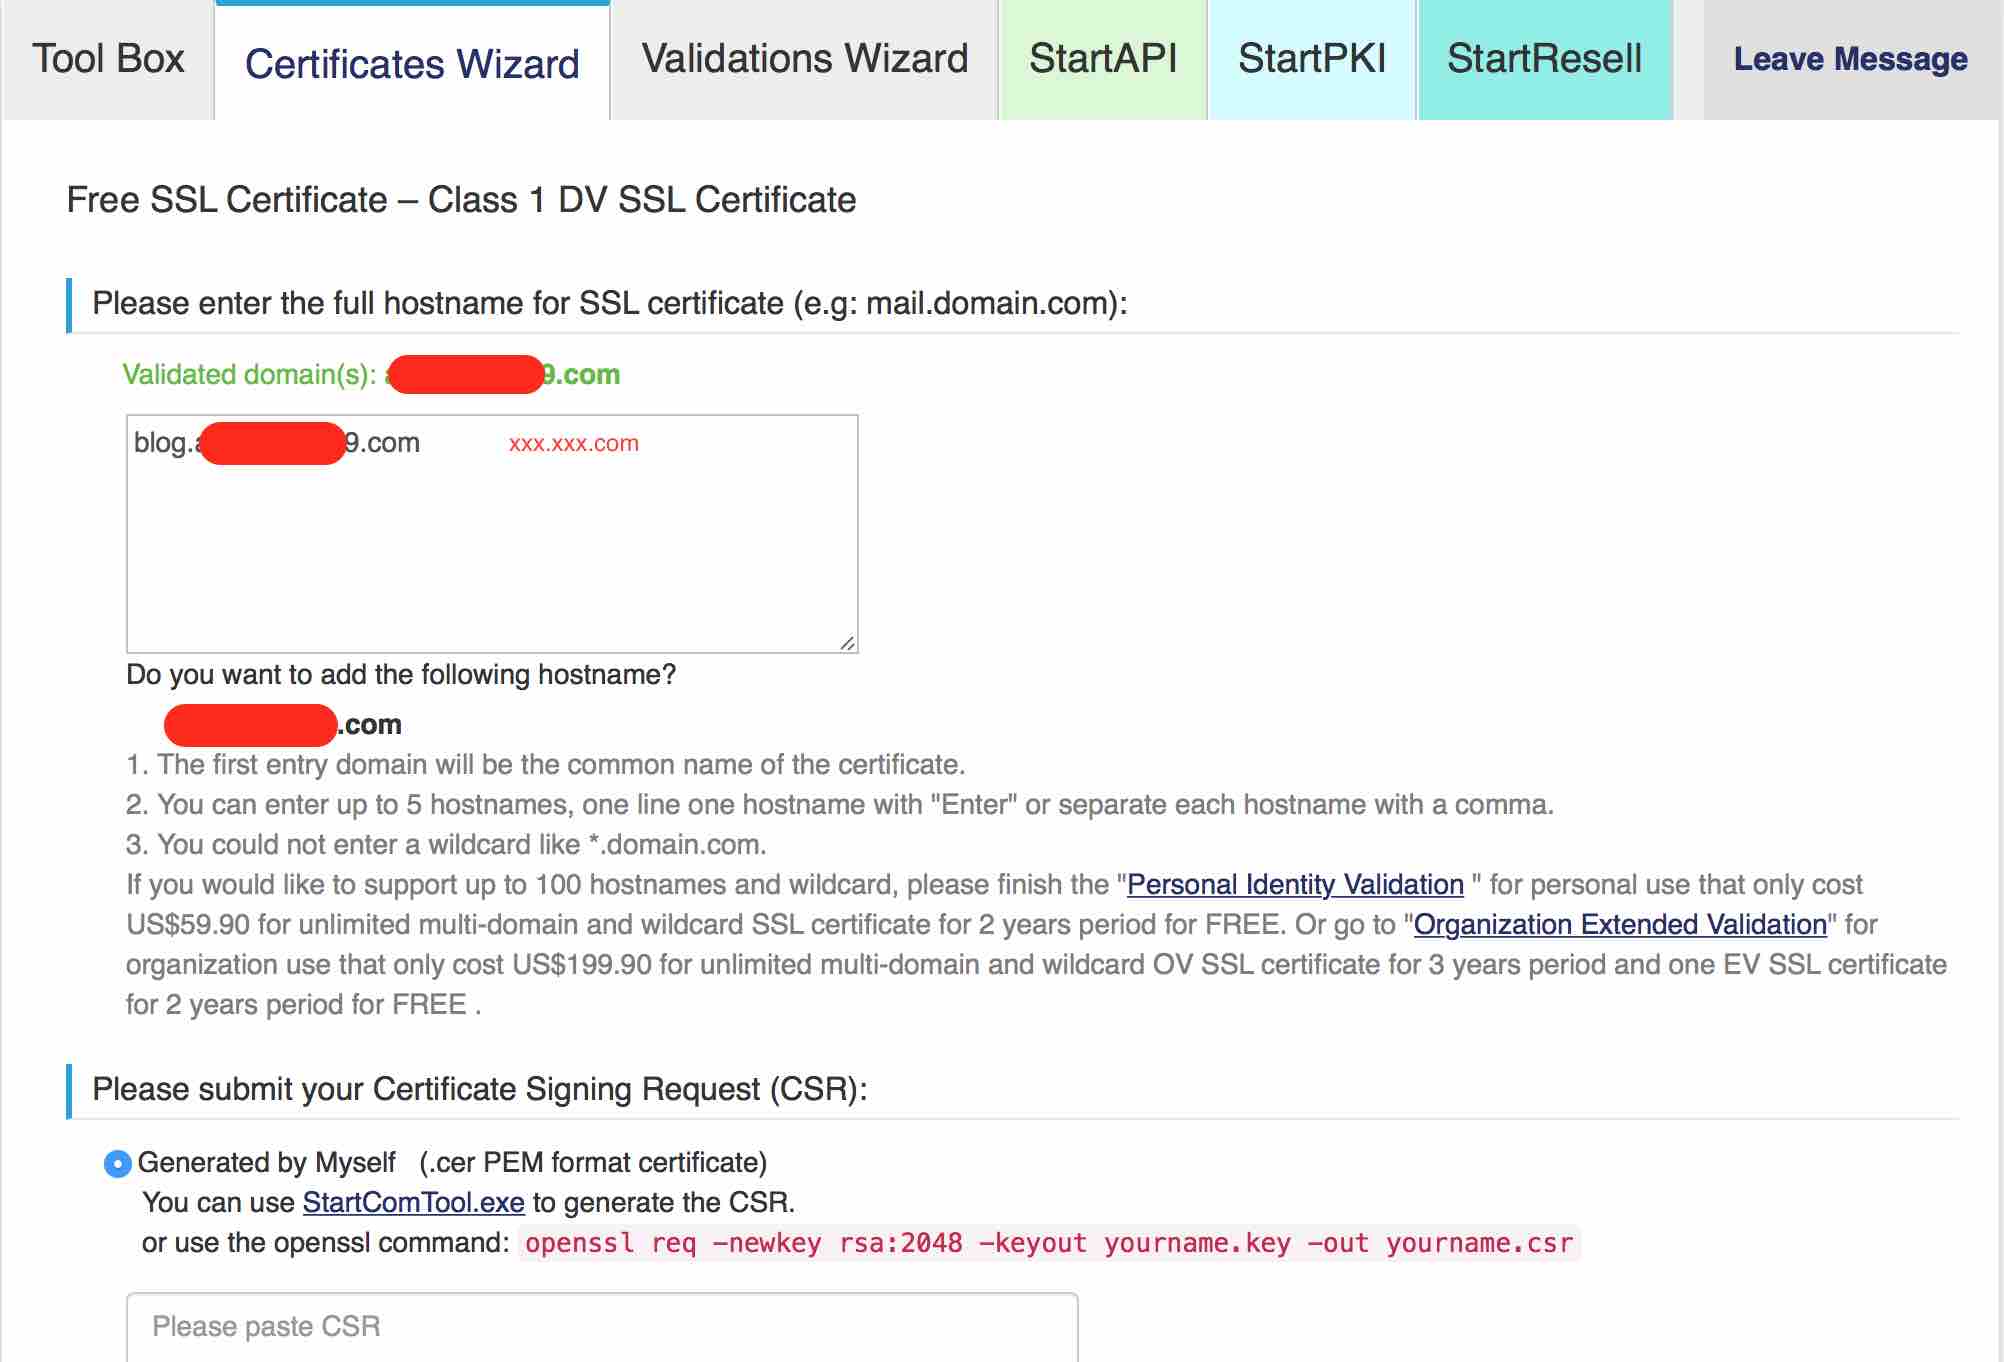 Tool Box Certificates Wizard Validations Wizard StartAPI StartPKI StartResell Leave Message
Free SSL Certificate – Class 1 DV SSL Certificate
Please enter the full hostname for SSL certificate (e.g: mail.domain.com):
Validated domain(s): 9.com
blog. 9.com xxx.xxx.com
Do you want to add the following hostname?
.com
1. The first entry domain will be the common name of the certificate.
2. You can enter up to 5 hostnames, one line one hostname with "Enter" or separate each hostname with a comma.
3. You could not enter a wildcard like *.domain.com.
If you would like to support up to 100 hostnames and wildcard, please finish the "Personal Identity Validation " for personal use that only cost
US$59.90 for unlimited multi-domain and wildcard SSL certificate for 2 years period for FREE. Or go to "Organization Extended Validation" for
organization use that only cost US$199.90 for unlimited multi-domain and wildcard OV SSL certificate for 3 years period and one EV SSL certificate
for 2 years period for FREE .
Please submit your Certificate Signing Request (CSR):
Generated by Myself (.cer PEM format certificate)
You can use StartComTool.exe to generate the CSR.
or use the openssl command: openssl req -newkey rsa:2048 -keyout yourname.key -out yourname.csr
Please paste CSR